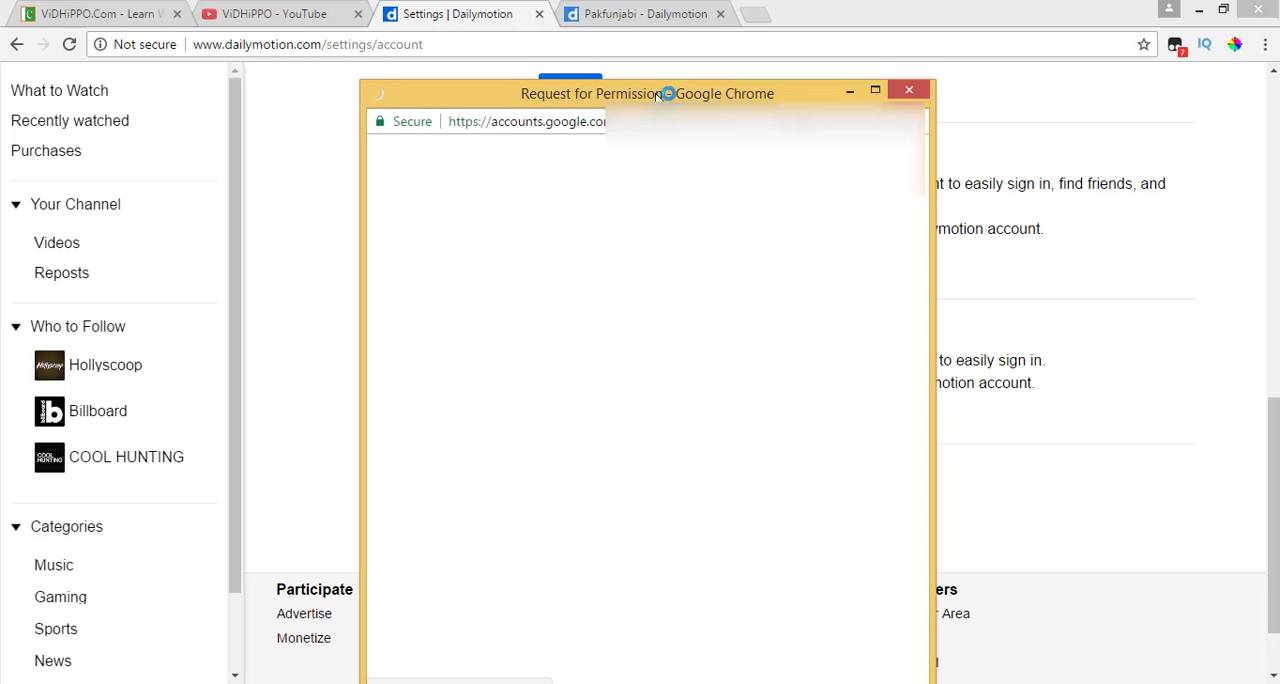 ViDHiPPO.Com - Learn W
ViDHiPPO - YouTube
Settings | Dailymotion
Pakfunjabi - Dailymotion
Not secure
www.dailymotion.com/settings/account
7
IQ
What to Watch
Recently watched
Purchases
Your Channel
Videos
Reposts
Who to Follow
Hollyscoop
Billboard
COOL HUNTING
Categories
Music
Gaming
Sports
News
Request for Permission - Google Chrome
Secure
https://accounts.google.co
to easily sign in, find friends, and
motion account.
to easily sign in.
motion account.
Participate
Advertise
Monetize
ers
Area